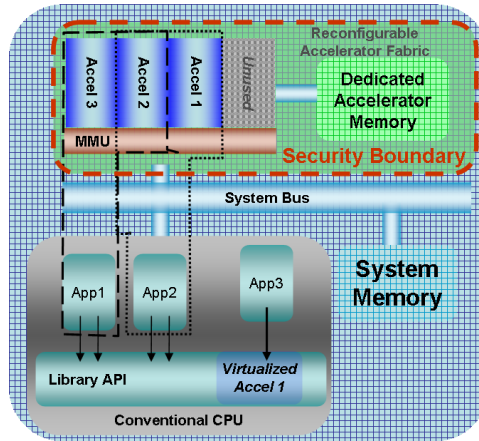 Reconfigurable
Accelerator Fabric
Accel 3
Accel 2
Accel 1
Unused
Dedicated
Accelerator
Memory
MMU
Security Boundary
System Bus
System
Memory
App1
App2
App3
Library API
Virtualized
Accel 1
Conventional CPU